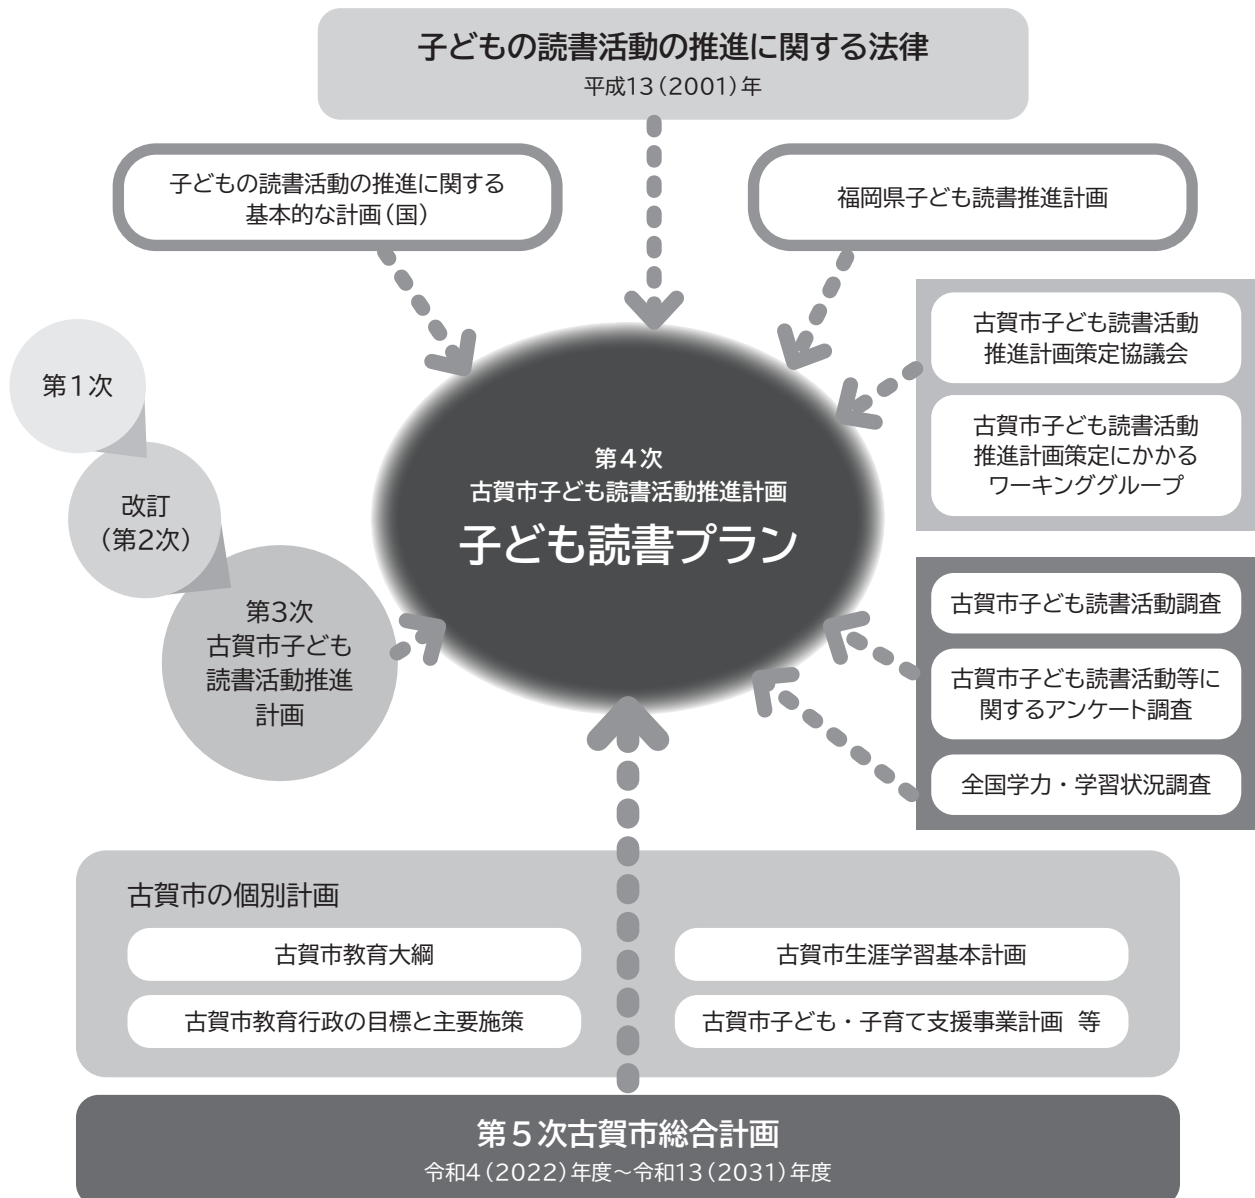 子どもの読書活動の推進に関する法律
平成13(2001)年
子どもの読書活動の推進に関する
基本的な計画(国)
福岡県子ども読書推進計画
古賀市子ども読書活動
推進計画策定協議会
古賀市子ども読書活動
推進計画策定にかかる
ワーキンググループ
第1次
改訂
(第2次)
第3次
古賀市子ども
読書活動推進
計画
第4次
古賀市子ども読書活動推進計画
子ども読書プラン
古賀市子ども読書活動調査
古賀市子ども読書活動等に
関するアンケート調査
全国学力・学習状況調査
古賀市の個別計画
古賀市教育大綱
古賀市生涯学習基本計画
古賀市教育行政の目標と主要施策
古賀市子ども・子育て支援事業計画 等
第5次古賀市総合計画
令和4(2022)年度～令和13(2031)年度